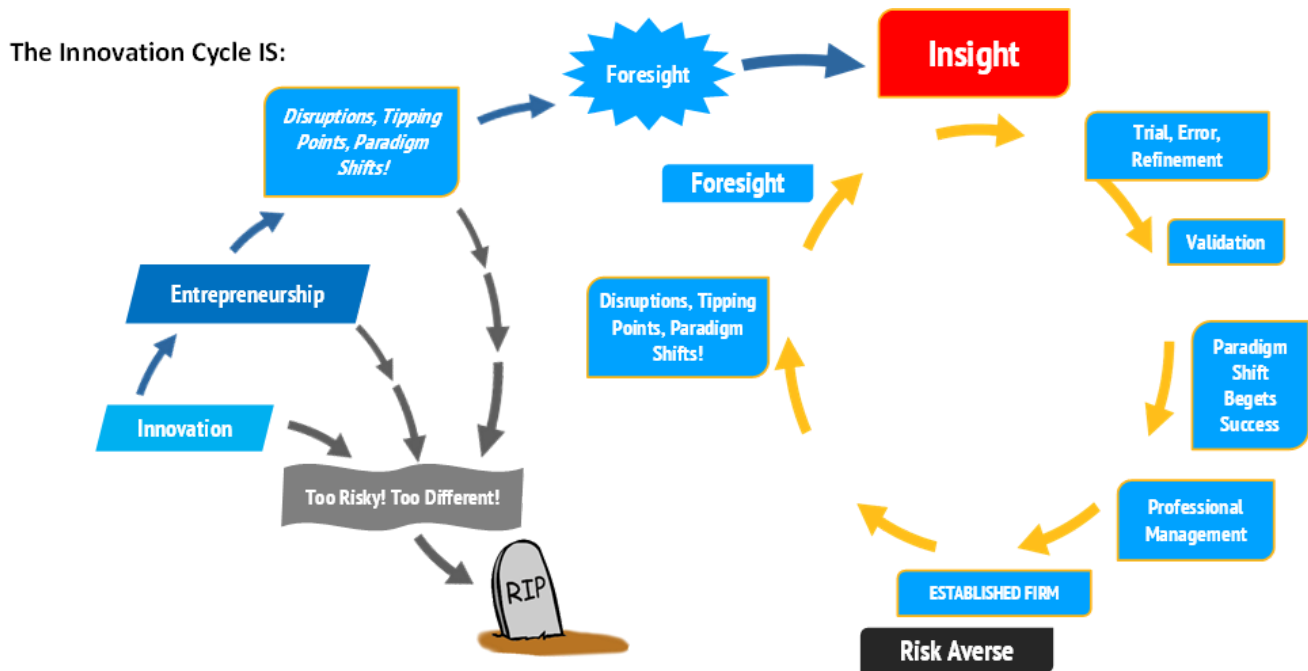 The Innovation Cycle IS:
Disruptions, Tipping
Points, Paradigm
Shifts!
Foresight
Insight
Entrepreneurship
Innovation
Too Risky! Too Different!
RIP
Trial, Error,
Refinement
Validation
Paradigm
Shift
Begets
Success
Professional
Management
ESTABLISHED FIRM
Risk Averse
Disruptions, Tipping
Points, Paradigm
Shifts!
Foresight